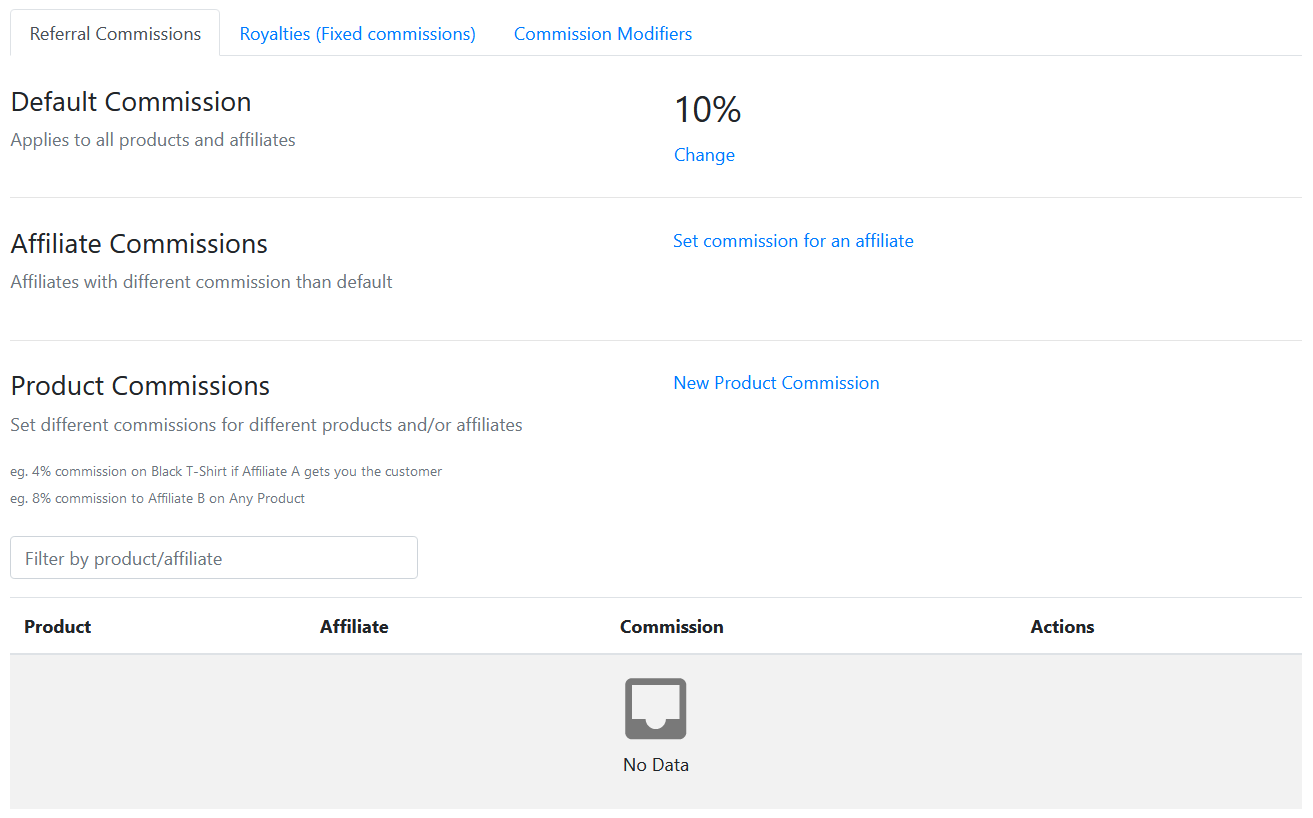 Referral Commissions Royalties (Fixed commissions) Commission Modifiers
Default Commission
Applies to all products and affiliates
10%
Change
Affiliate Commissions
Affiliates with different commission than default
Set commission for an affiliate
Product Commissions
Set different commissions for different products and/or affiliates
New Product Commission
eg. 4% commission on Black T-Shirt if Affiliate A gets you the customer
eg. 8% commission to Affiliate B on Any Product
Filter by product/affiliate
Product Affiliate Commission Actions
No Data